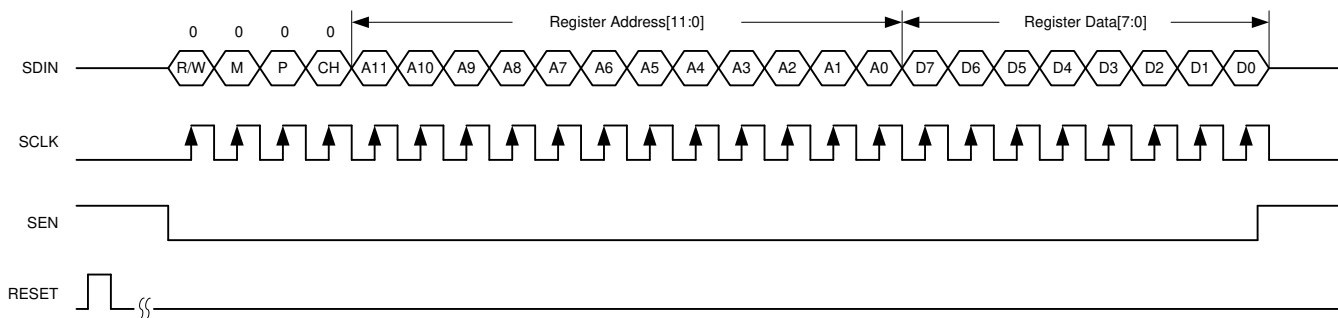 0 0 0 0 Register Address[11:0] Register Data[7:0]
SDIN R/W M P CH A11 A10 A9 A8 A7 A6 A5 A4 A3 A2 A1 A0 D7 D6 D5 D4 D3 D2 D1 D0
SCLK
SEN
RESET